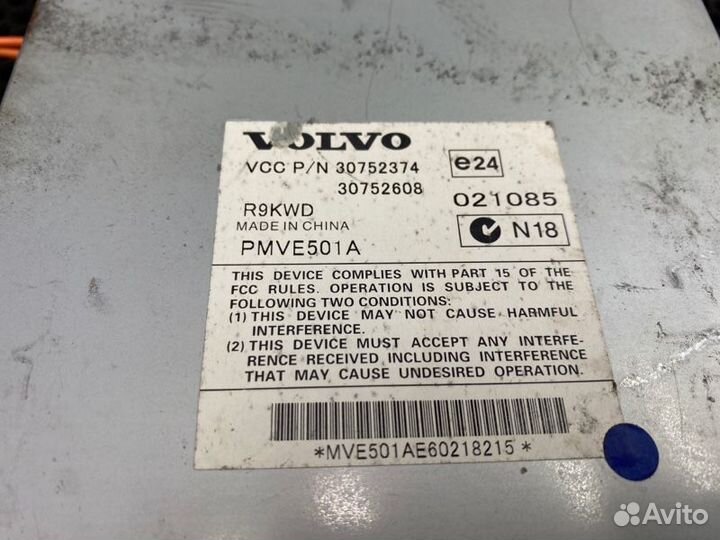 VOLVO
VCC P/N 30752374
30752608
e24
021085
R9KWD
MADE IN CHINA
PMVE501A
N18
THIS DEVICE COMPLIES WITH PART 15 OF THE
FCC RULES. OPERATION IS SUBJECT TO THE
FOLLOWING TWO CONDITIONS:
(1) THIS DEVICE MAY NOT CAUSE HARMFUL
INTERFERENCE.
(2) THIS DEVICE MUST ACCEPT ANY INTERFE-
RENCE RECEIVED INCLUDING INTERFERENCE
THAT MAY CAUSE UNDESIRED OPERATION.
*MVE501AE60218215*
Avito